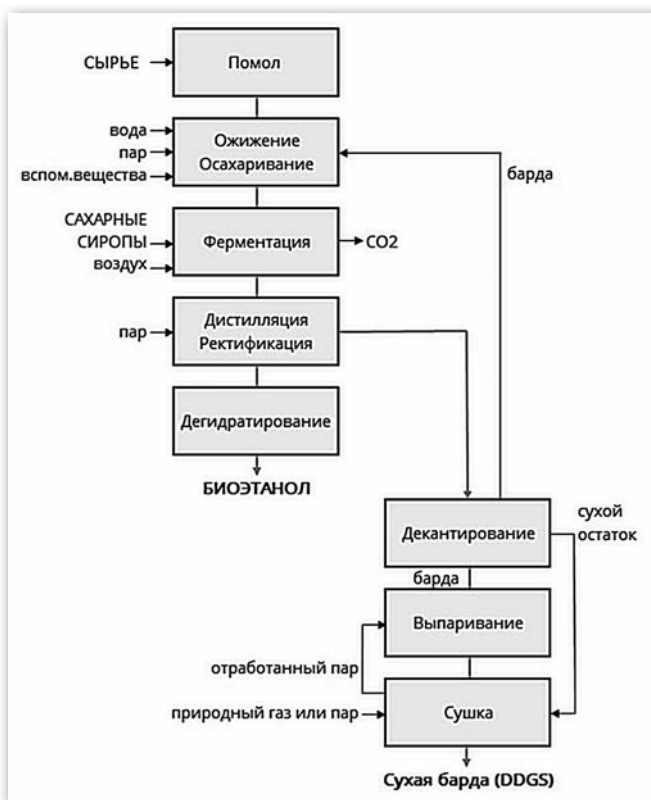 СЫРЬЕ
Помол
вода
пар
вспом.вещества
Ожижение
Осахаривание
барда
САХАРНЫЕ
СИРОПЫ
воздух
Ферментация
СО2
пар
Дистилляция
Ректификация
Дегидратирование
БИОЭТАНОЛ
Декантирование
сухой
остаток
барда
Выпаривание
отработанный пар
природный газ или пар
Сушка
Сухая барда (DDGS)